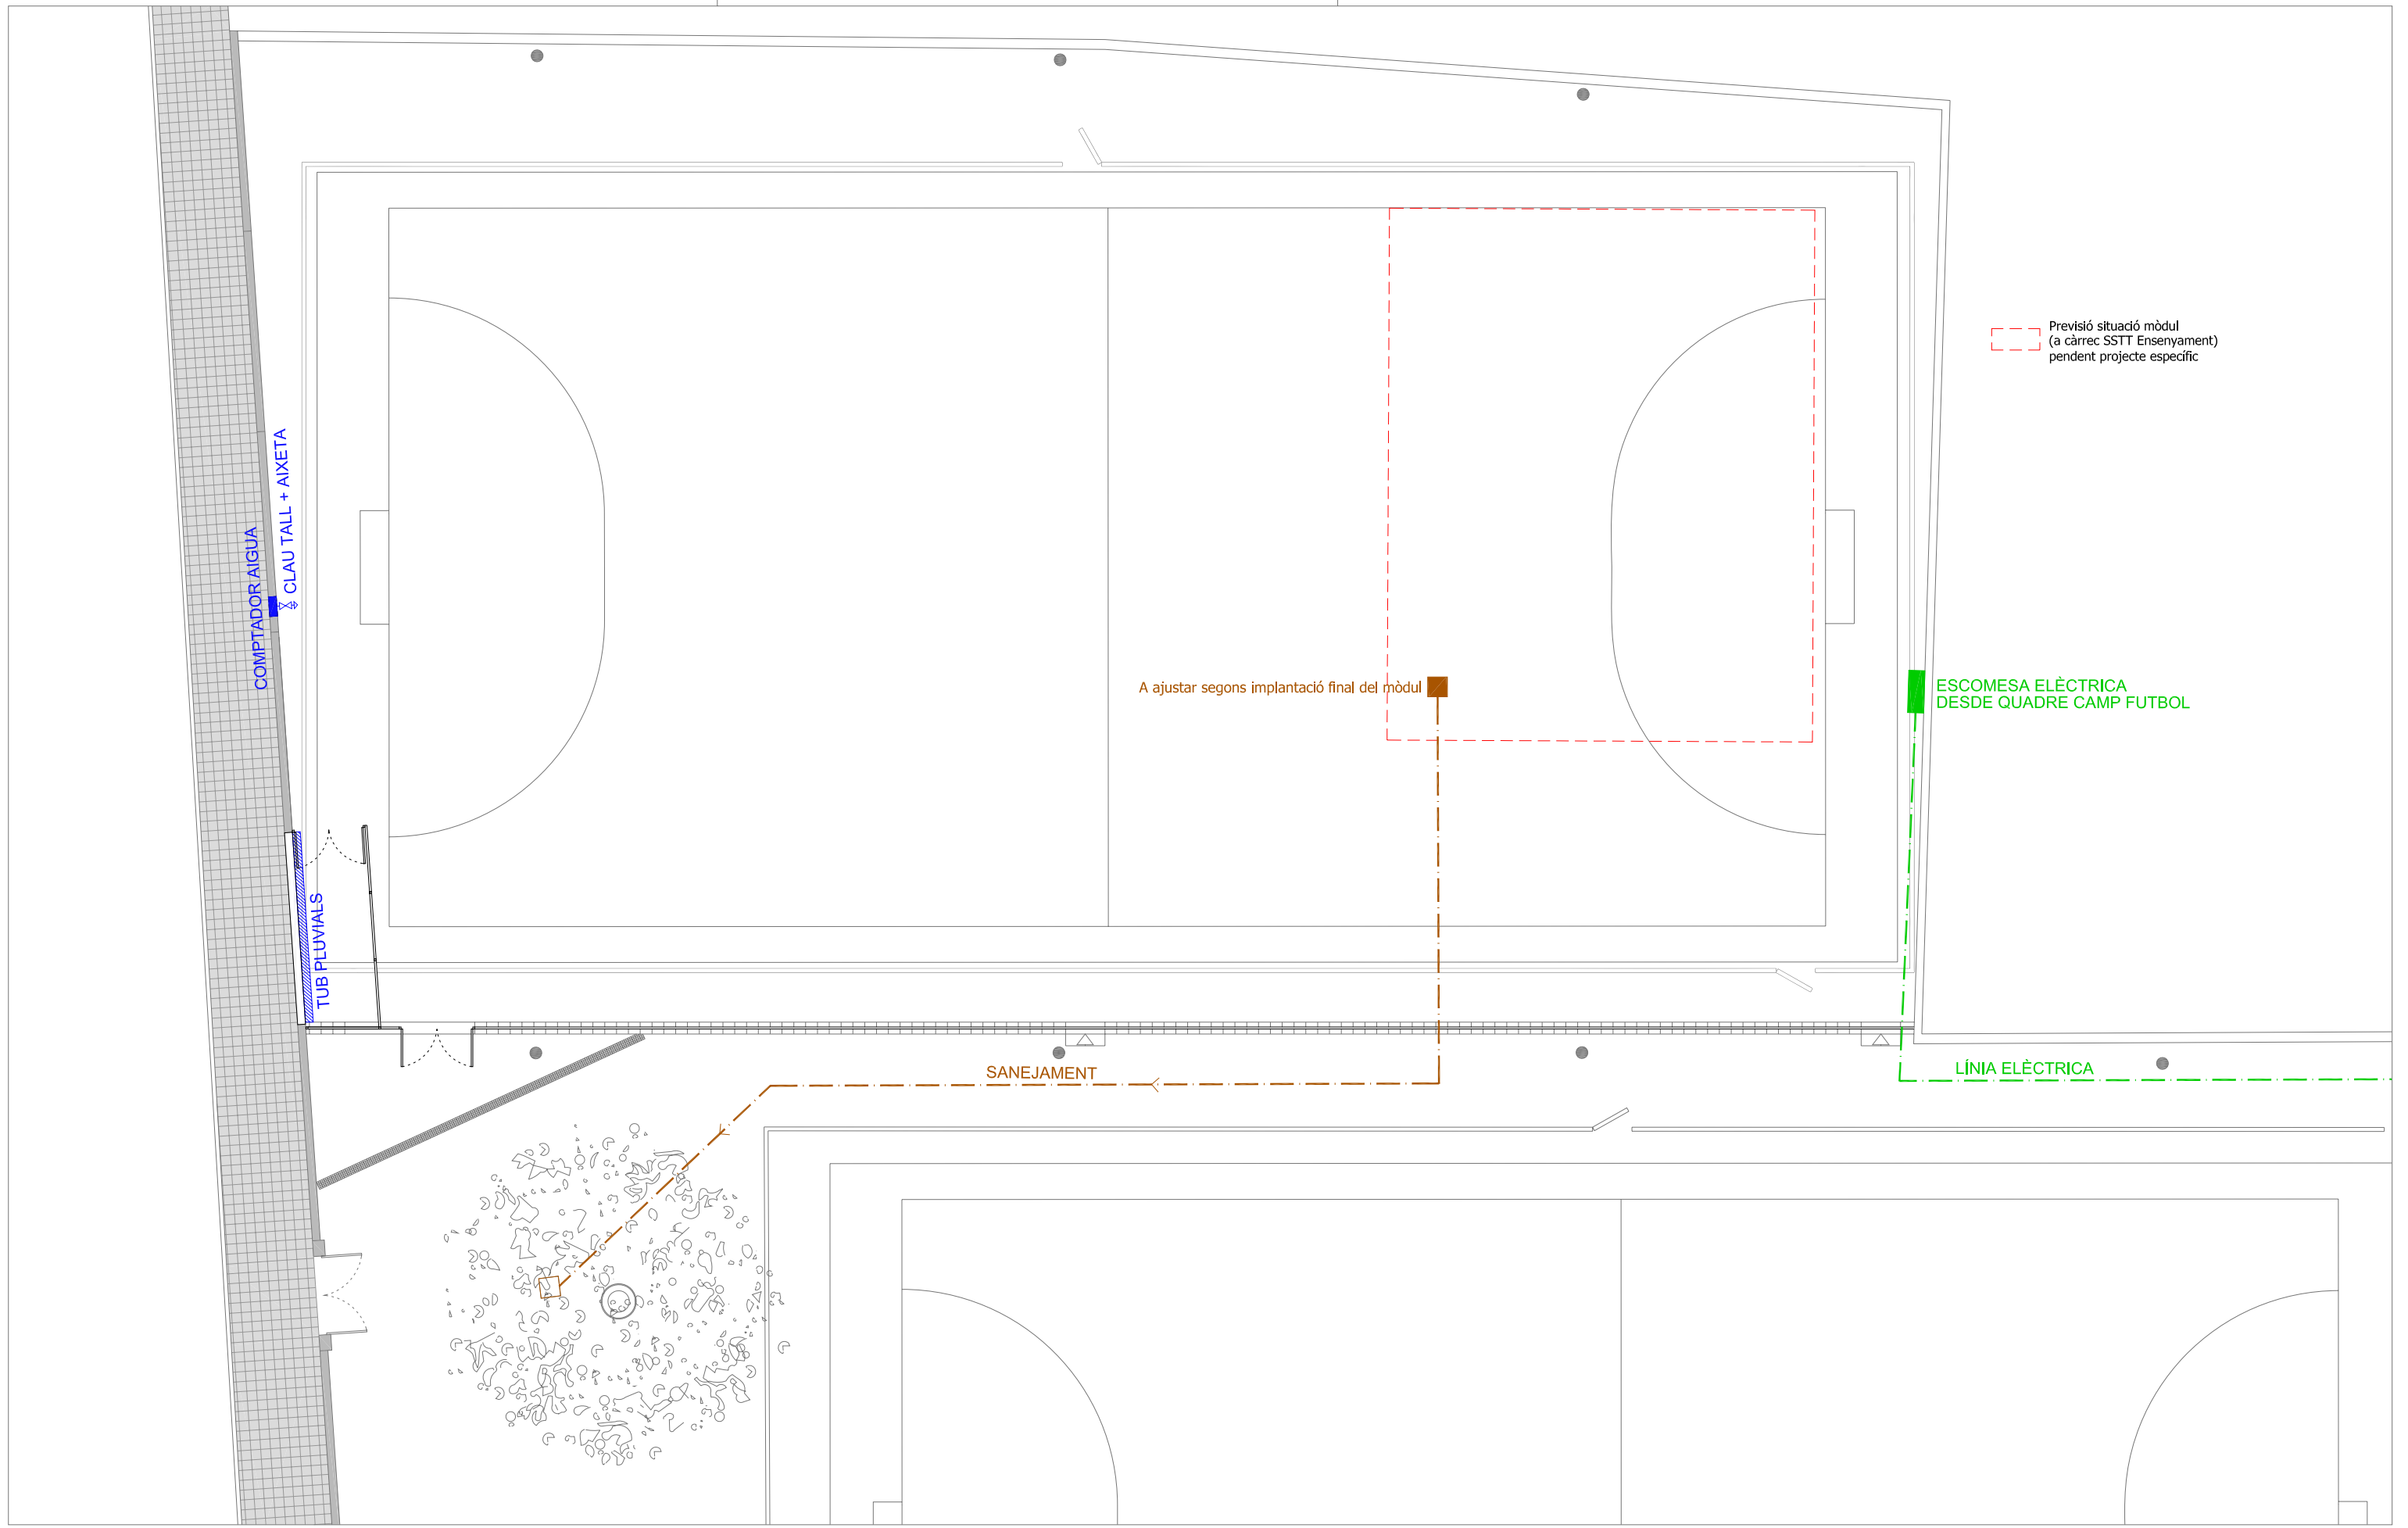 Previsió situació mòdul
(a càrrec SSTT Ensenyament)
pendent projecte específic
CLAU TALL + AIXETA
COMPTADOR AIGUA
A ajustar segons implantació final del mòdul
ESCOMESA ELÈCTRICA
DESDE QUADRE CAMP FUTBOL
TUB PLUVIALS
SANEJAMENT
LÍNIA ELÈCTRICA